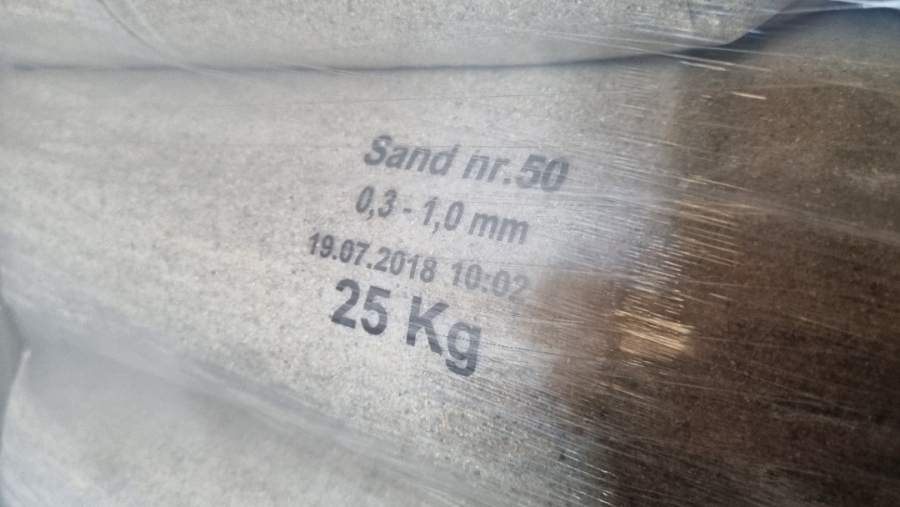 Sand nr.50
0,3 - 1,0 mm
19.07.2018 10:02
25 Kg